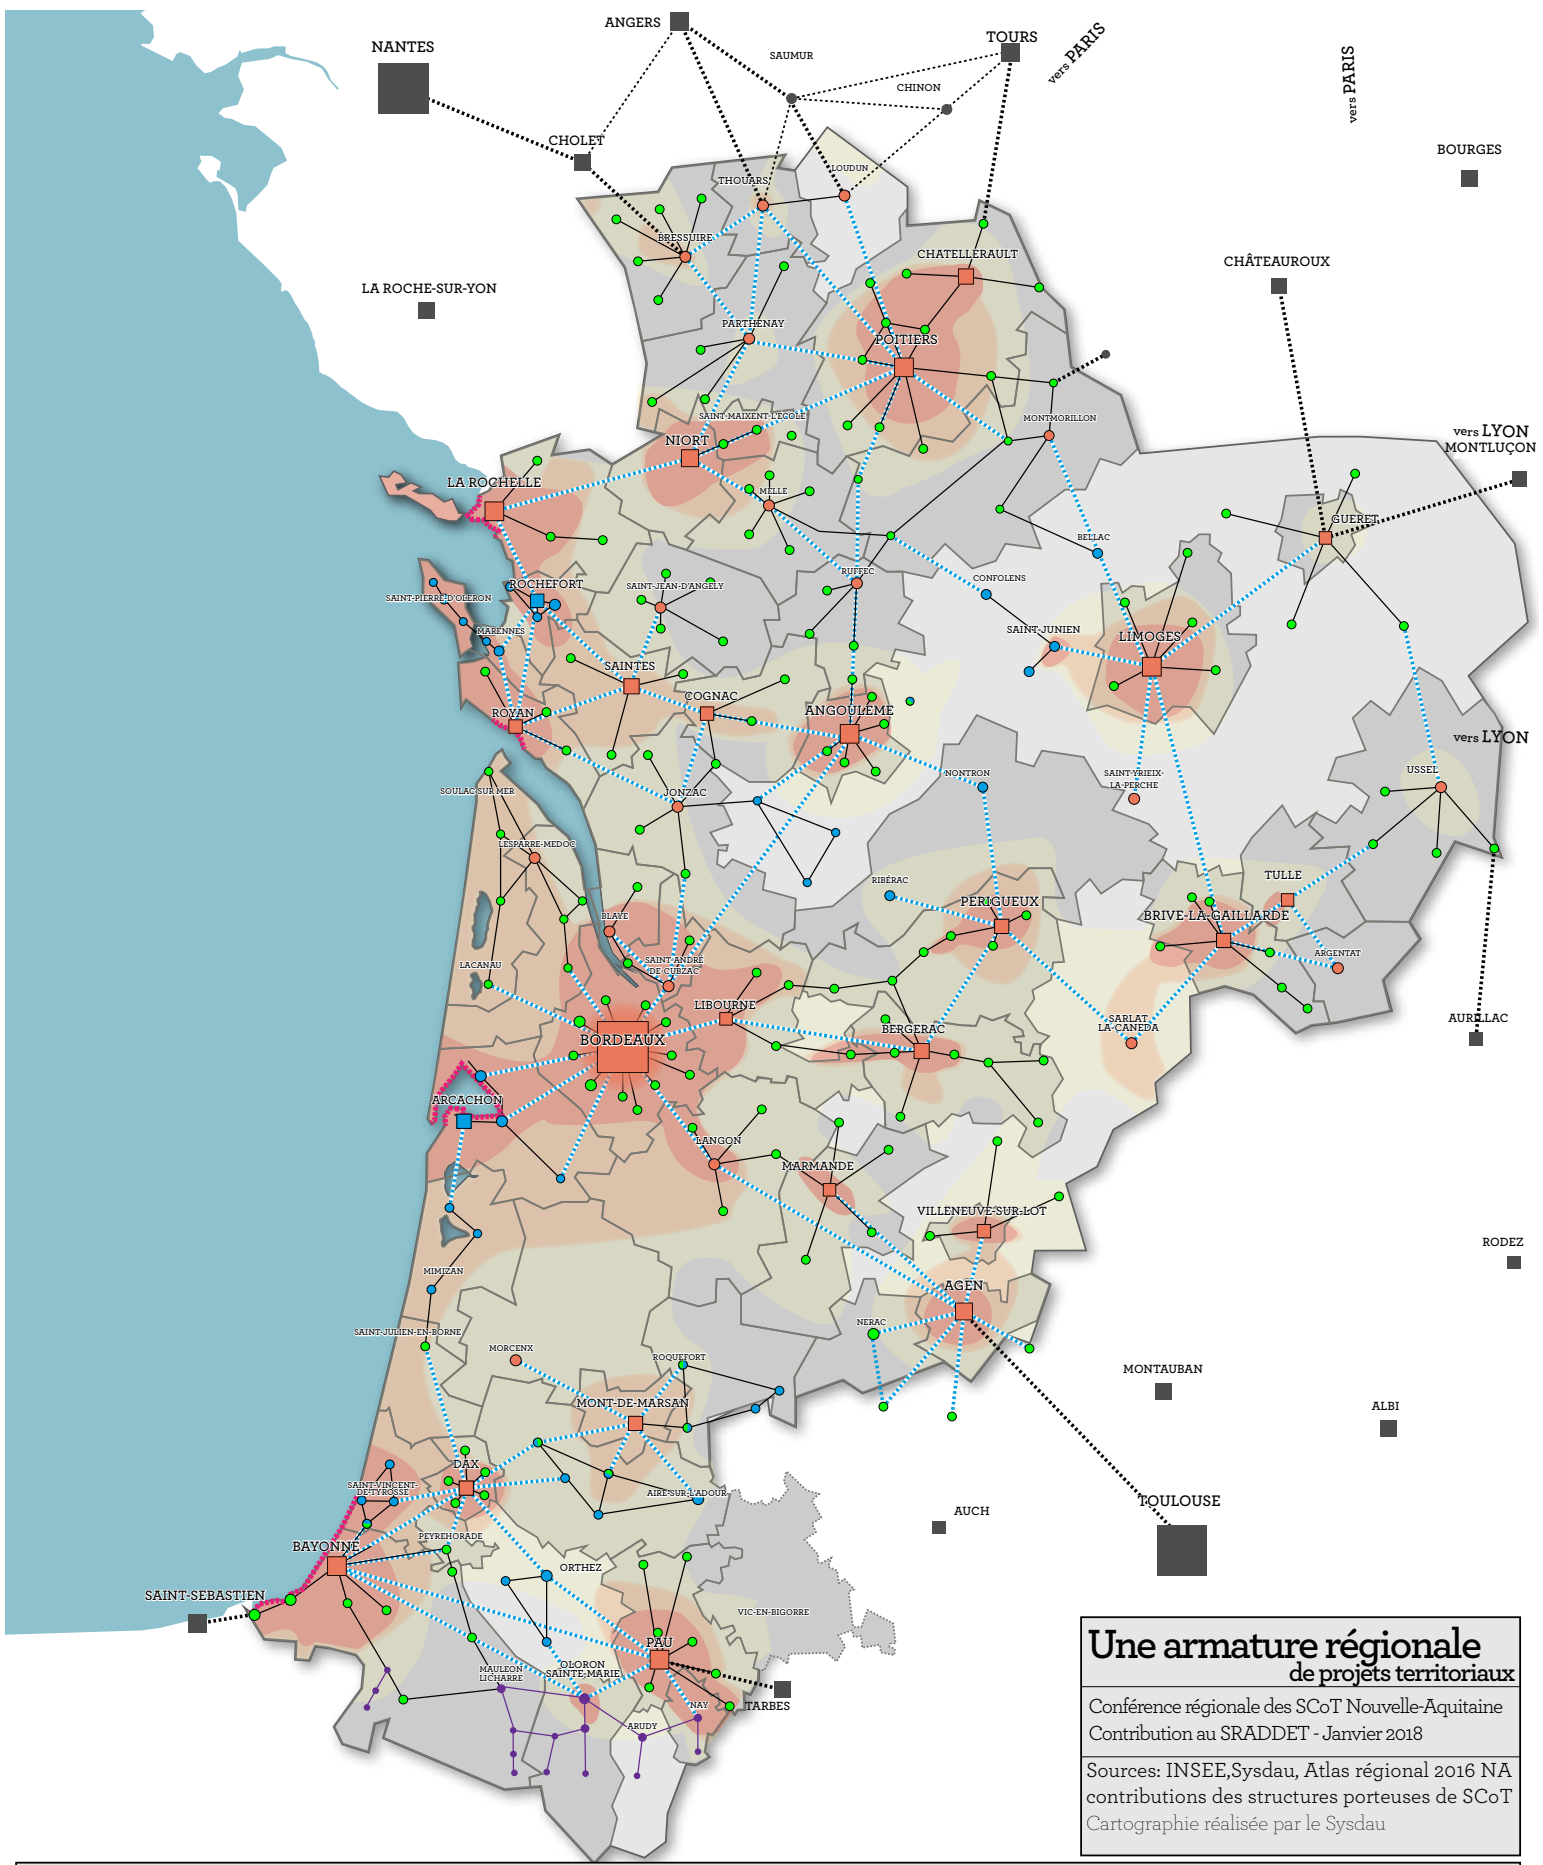 ANGERS
NANTES
TOURS
vers PARIS
SAUMUR
vers PARIS
CHINON
CHOLET
BOURGES
LOUDUN
THOUARS
BRESSUIRE
CHATELLERAULT
CHÂTEAUROUX
LA ROCHE-SUR-YON
PARTHENAY
POITIERS
SAINT-MAIXENT-L'ECOLE
MONTMORILLON
vers LYON
MONTLUÇON
NIORT
LA ROCHELLE
MELLE
GUERET
BELLAC
RUFFEC
CONFOLENS
ROCHEFORT
SAINT-JEAN-D'ANGELY
SAINT-PIERRE-D'OLERON
MARENNES
SAINT-JUNIEN
LIMOGES
SAINTES
COGNAC
ROYAN
ANGOULEME
vers LYON
NONTRON
SAINT-YRIEIX-
LA-PERCHE
USSEL
SOULAC SUR MER
JONZAC
LESPARRE-MEDOC
RIBÉRAC
TULLE
PERIGUEUX
BLAYE
BRIVE-LA-GAILLARDE
ARGENTAT
LACANAU
SAINT ANDRE
DE CUBZAC
LIBOURNE
SARLAT
LA-CANEDA
AURILLAC
BERGERAC
BORDEAUX
ARCACHON
LANGON
MARMANDE
VILLENEUVE-SUR-LOT
RODEZ
MIMIZAN
AGEN
NERAC
SAINT-JULIEN-EN-BORNE
MORCENX
ROQUEFORT
MONTAUBAN
MONT-DE-MARSAN
ALBI
DAX
SAINT-VINCENT-
DE-TYROSSE
AIRE-SUR-L'ADOUR
TOULOUSE
AUCH
PEYREHORADE
BAYONNE
ORTHEZ
SAINT-SEBASTIEN
VIC-EN-BIGORRE
PAU
MAULEON
LICHARRE
OLORON
SAINTE-MARIE
NAY
TARBES
ARUDY
Une armature régionale
de projets territoriaux
Conférence régionale des SCoT Nouvelle-Aquitaine
Contribution au SRADDET - Janvier 2018
Sources: INSEE,Sysdau, Atlas régional 2016 NA
contributions des structures porteuses de SCoT
Cartographie réalisée par le Sysdau